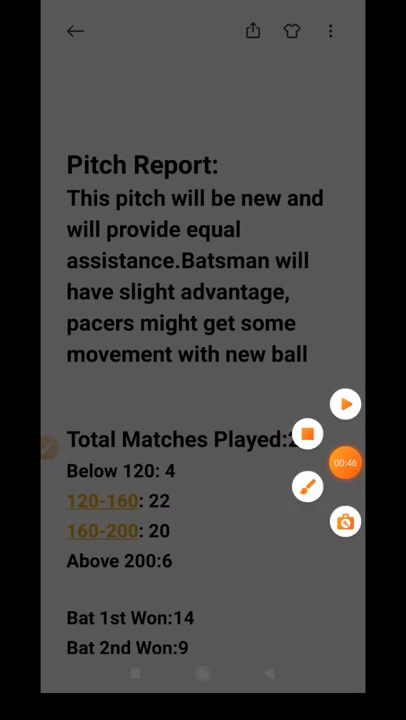 Pitch Report:
This pitch will be new and
will provide equal
assistance.Batsman will
have slight advantage,
pacers might get some
movement with new ball
Total Matches Played:
Below 120: 4
120-160: 22
160-200: 20
Above 200:6
Bat 1st Won:14
Bat 2nd Won:9
00:46